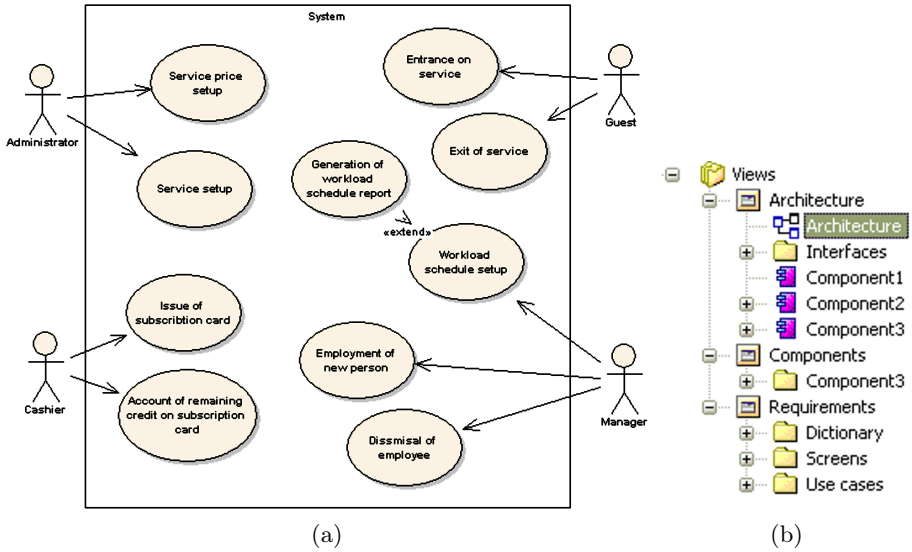 System
Service price
setup
Entrance on
service
Administrator
Guest
Exit of service
Generation of
workload
schedule report
Service setup
«extend»
Workload
schedule setup
Issue of
subscribtion card
Employment of
new person
Cashier
Account of remaining
credit on subscription
card
Manager
Dissmisal of
employee
(a)
Views
Architecture
Architecture
Interfaces
Component1
Component2
Component3
Components
Component3
Requirements
Dictionary
Screens
Use cases
(b)